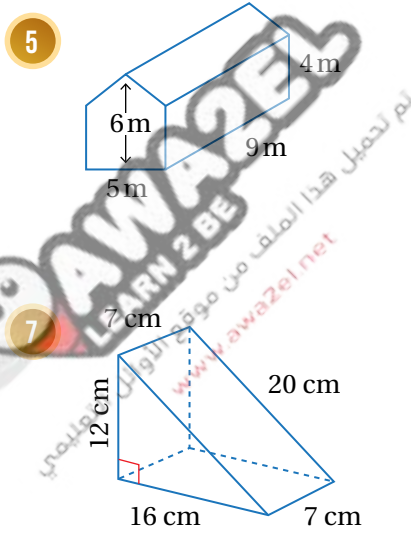 5
4 m
6 m
9 m
5 m
AWA2EL
LEARN 2 BE
تم تحميل هذا الملف من موقع الأوائل التعليمي
www.awa2el.net
7
7 cm
20 cm
12 cm
16 cm
7 cm